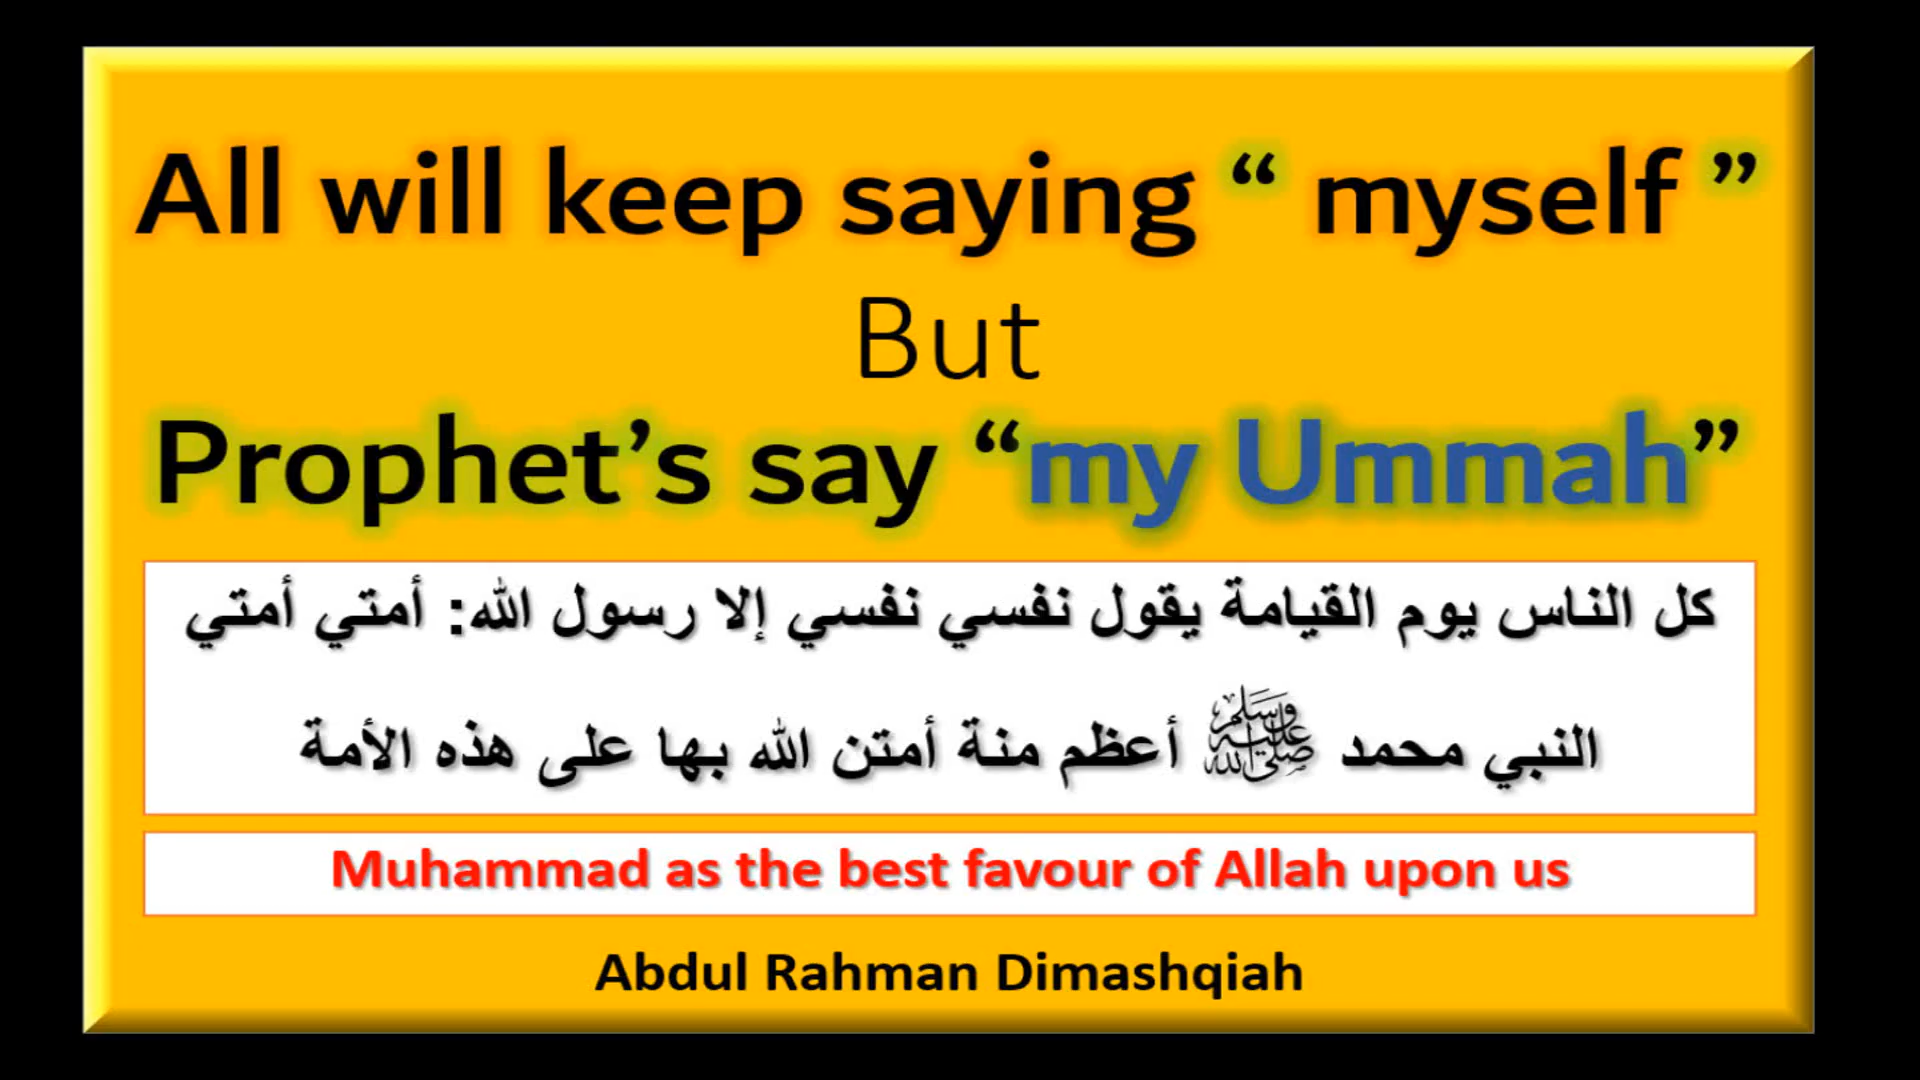 All will keep saying “ myself ”
But
Prophet’s say “my Ummah”
كل الناس يوم القيامة يقول نفسي نفسي إلا رسول الله: أمتي أمتي
النبي محمد ﷺ أعظم منة أمتن الله بها على هذه الأمة
Muhammad as the best favour of Allah upon us
Abdul Rahman Dimashqiah